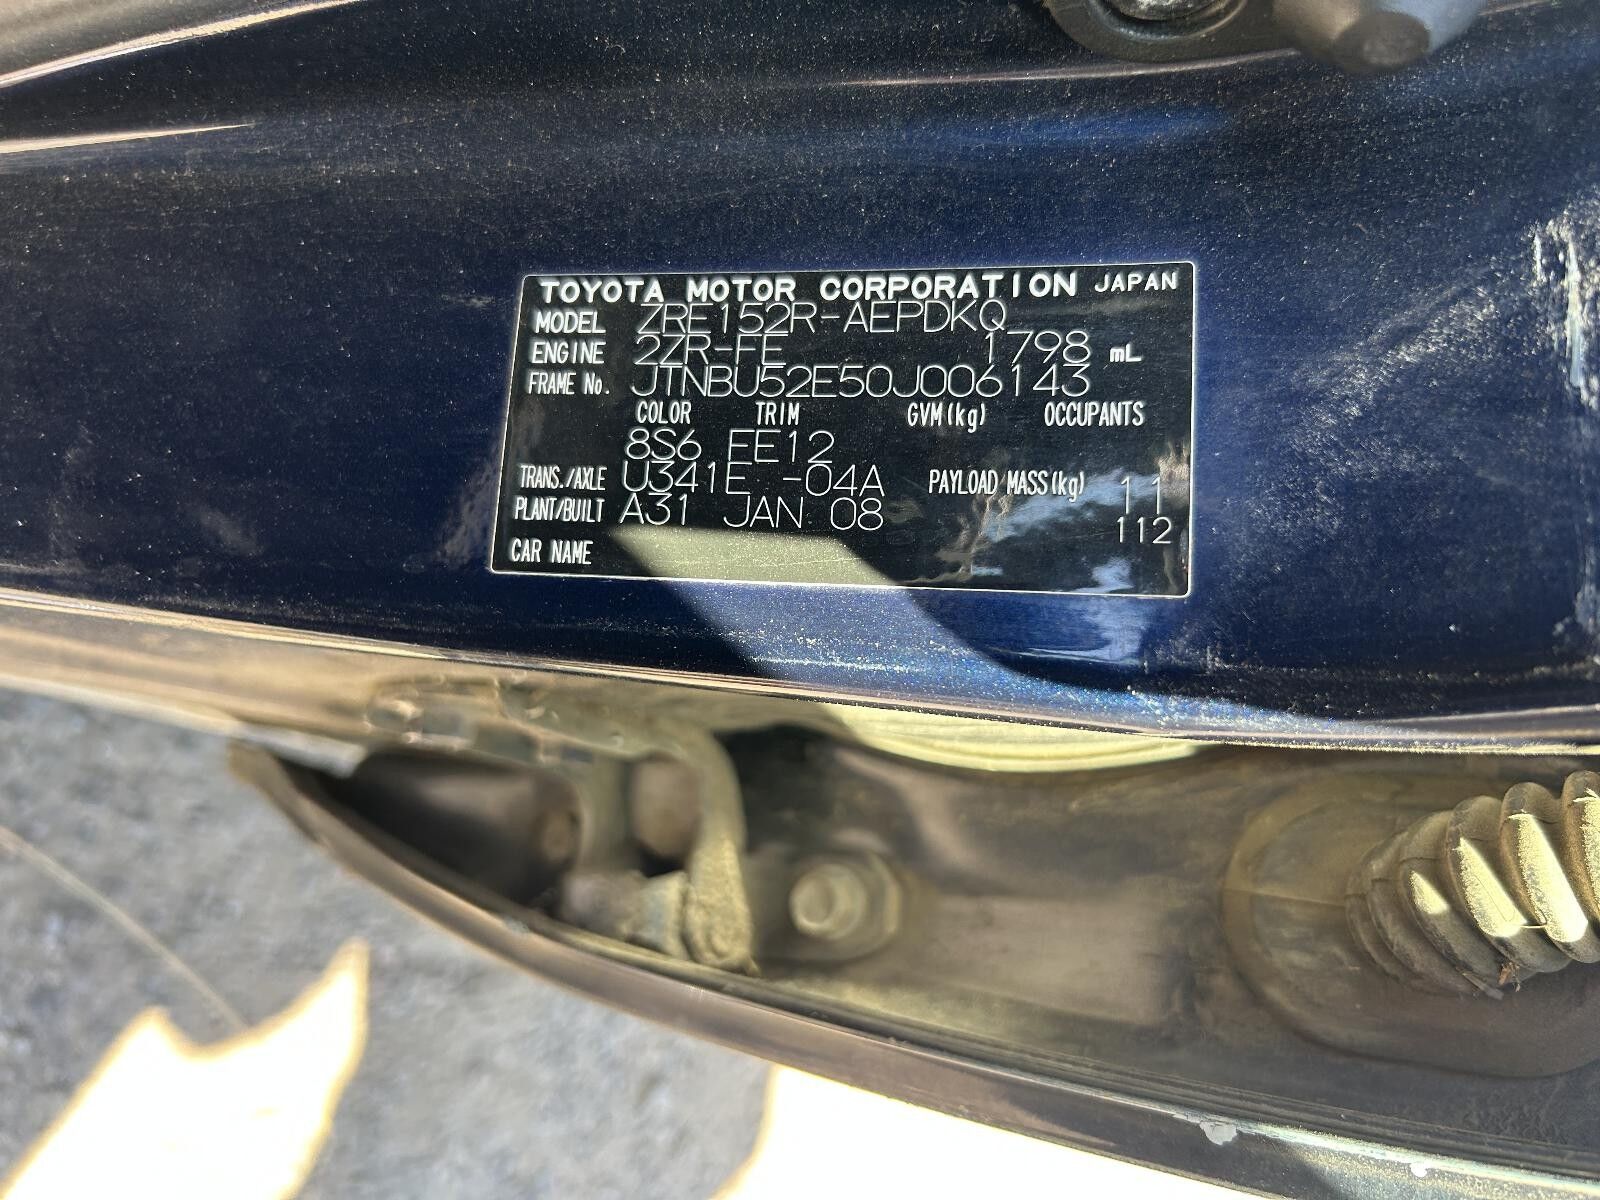 TOYOTA MOTOR CORPORATION JAPAN
MODEL ZRE152R-AEPDKQ
ENGINE 2ZR-FE 1798 mL
FRAME No. JTNBU52E50J006143
COLOR TRIM GVM(kg) OCCUPANTS
8S6 FE12
TRANS./AXLE U341E -04A PAYLOAD MASS(kg) 11
PLANT/BUILT A31 JAN 08 112
CAR NAME